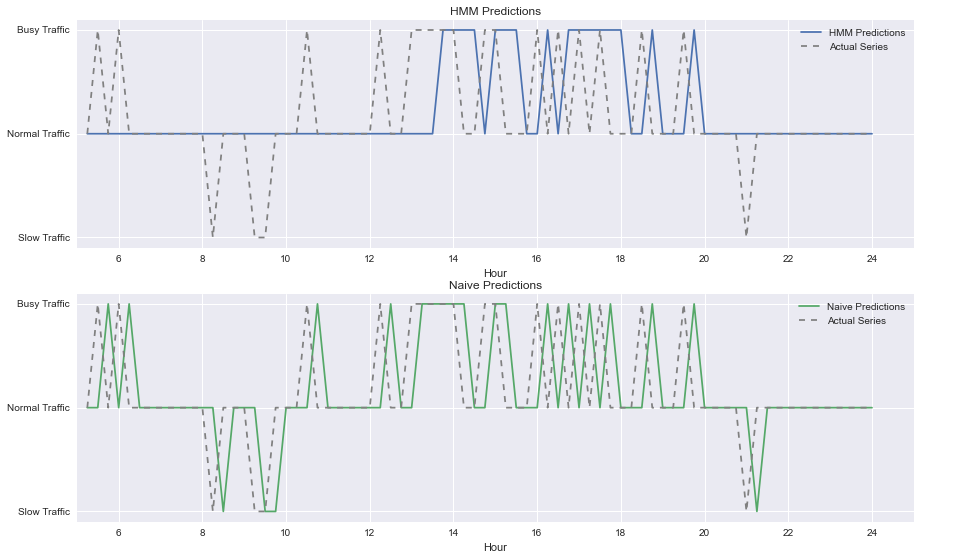 HMM Predictions
Busy Traffic
Normal Traffic
Slow Traffic
HMM Predictions
Actual Series
6 8 10 12 14 16 18 20 22 24
Hour
Naive Predictions
Busy Traffic
Normal Traffic
Slow Traffic
Naive Predictions
Actual Series
6 8 10 12 14 16 18 20 22 24
Hour